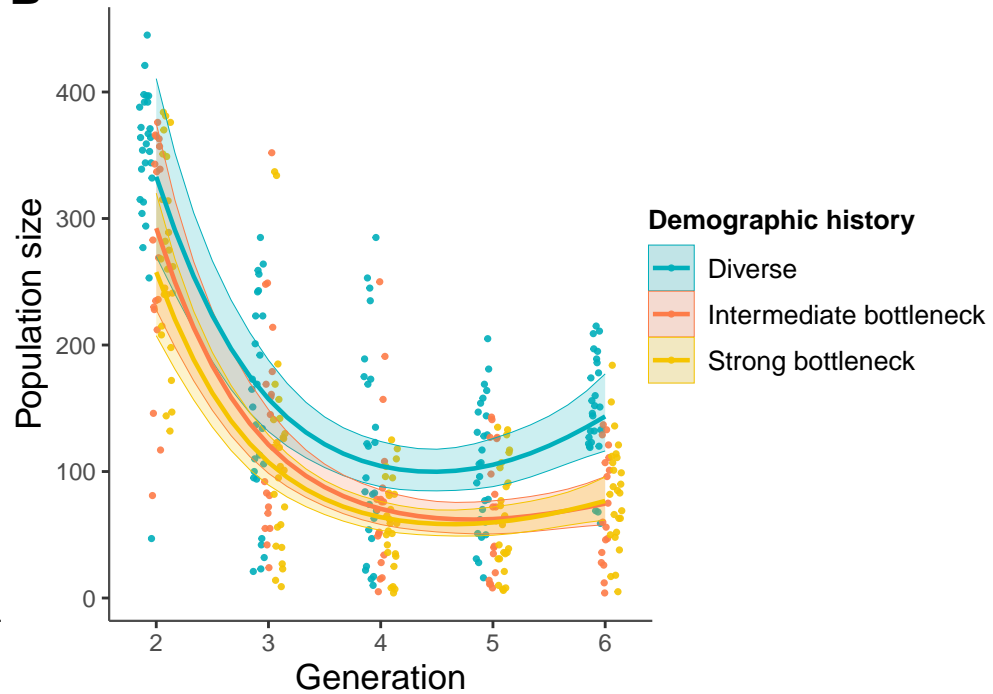 B
Population size
400
300
200
100
0
2 3 4 5 6
Generation
Demographic history
Diverse
Intermediate bottleneck
Strong bottleneck